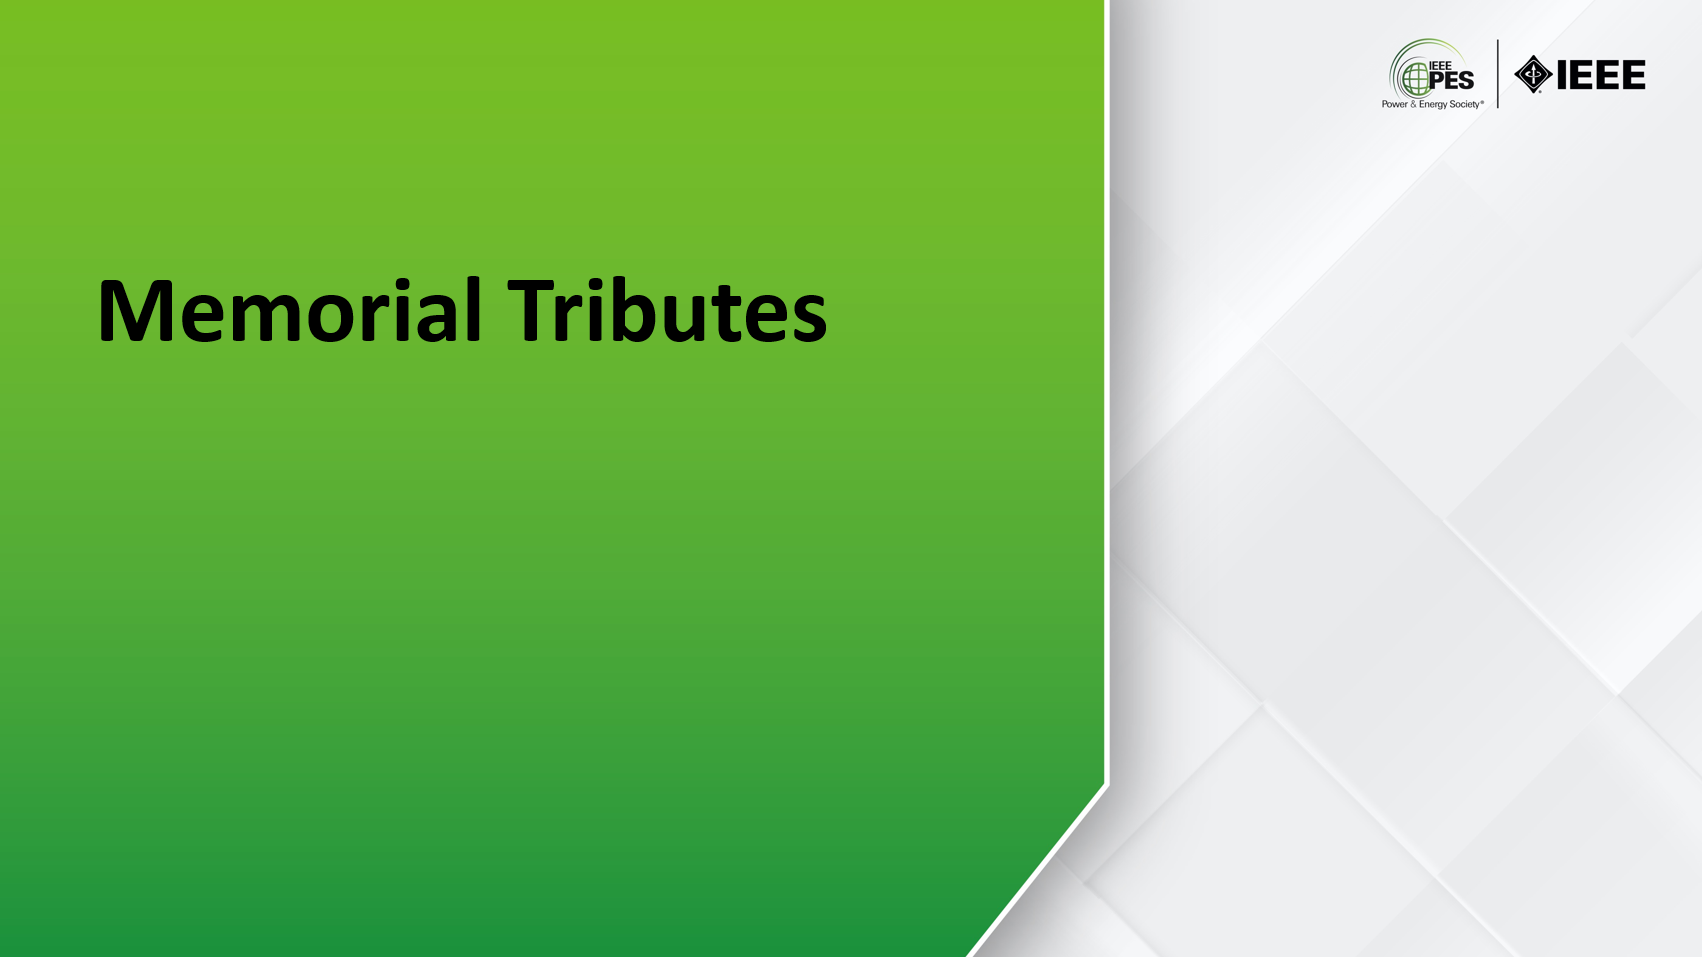 IEEE
PES
Power & Energy Society®
IEEE
Memorial Tributes